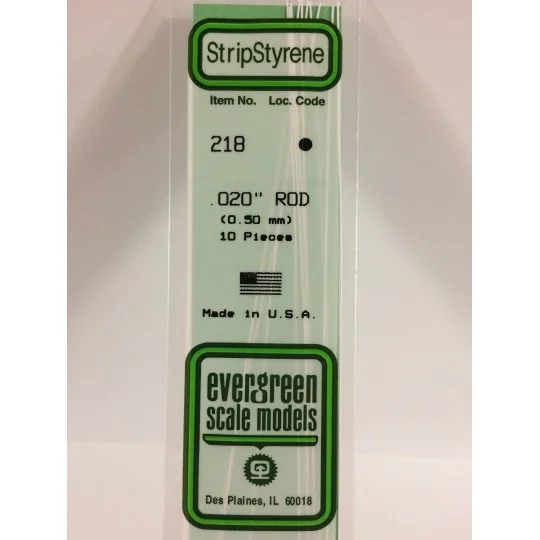 StripStyrene
Item No. Loc. Code
218
.020" ROD
(0.50 mm)
10 Pieces
Made in U.S.A.
evergreen
scale models
Des Plaines, IL 60018